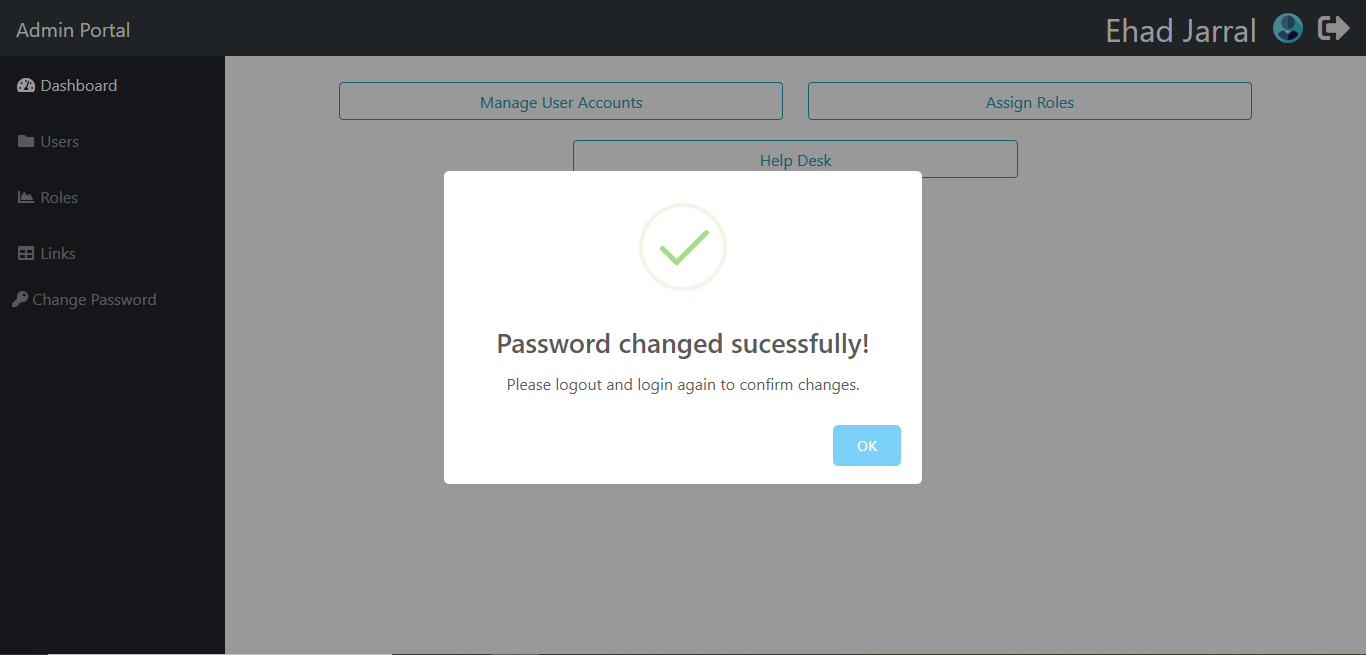 Admin Portal
Ehad Jarral
Dashboard
Users
Roles
Links
Change Password
Manage User Accounts
Assign Roles
Help Desk
Password changed sucessfully!
Please logout and login again to confirm changes.
OK